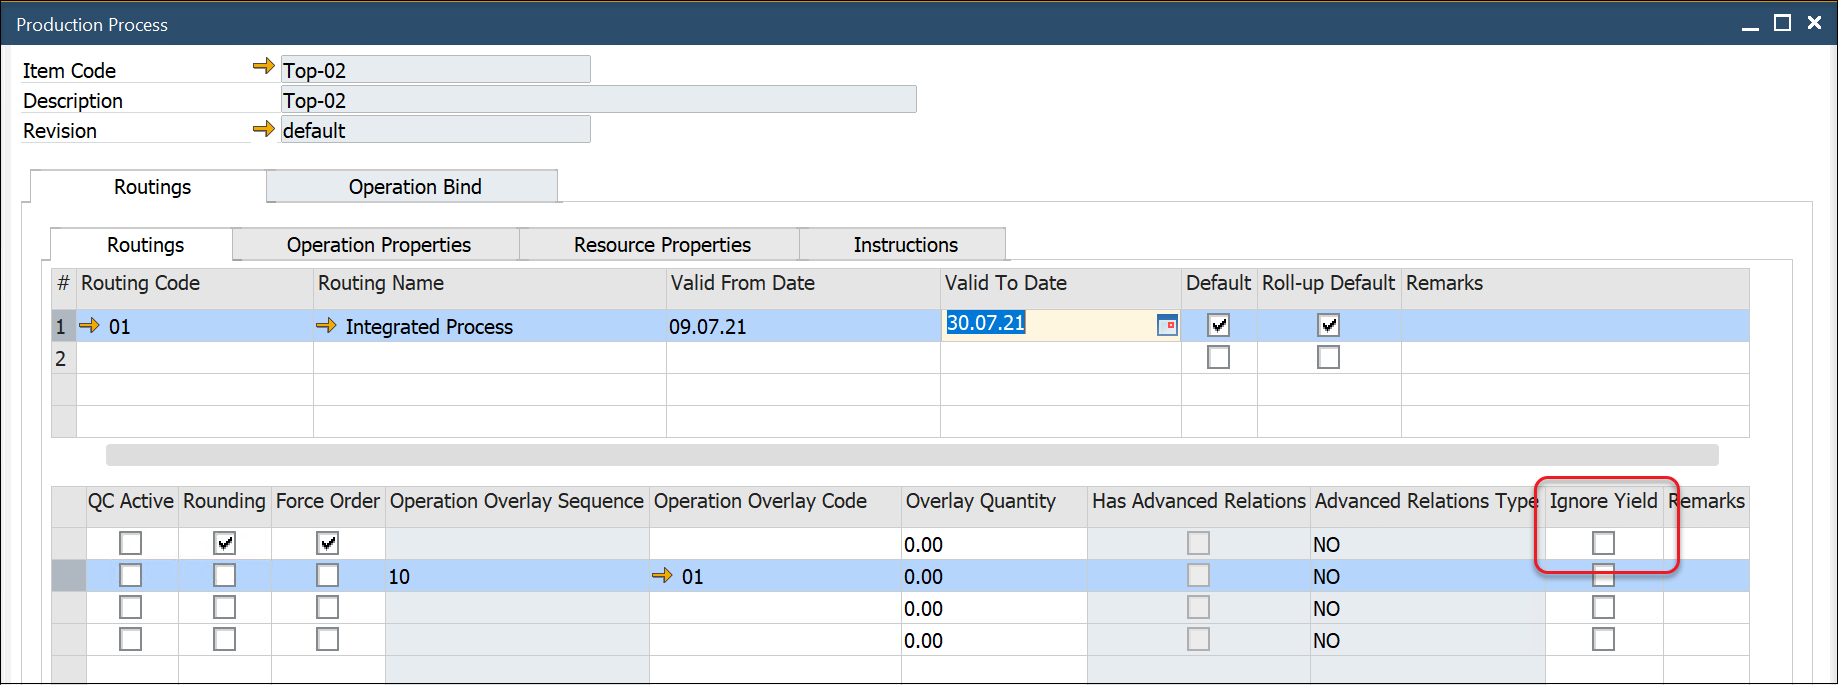 Production Process
Item Code Top-02
Description Top-02
Revision default
Routings Operation Bind
Routings Operation Properties Resource Properties Instructions
# Routing Code Routing Name Valid From Date Valid To Date Default Roll-up Default Remarks
1 01 Integrated Process 09.07.21 30.07.21
2
QC Active Rounding Force Order Operation Overlay Sequence Operation Overlay Code Overlay Quantity Has Advanced Relations Advanced Relations Type Ignore Yield Remarks
0.00 NO
10 01 0.00 NO
0.00 NO
0.00 NO